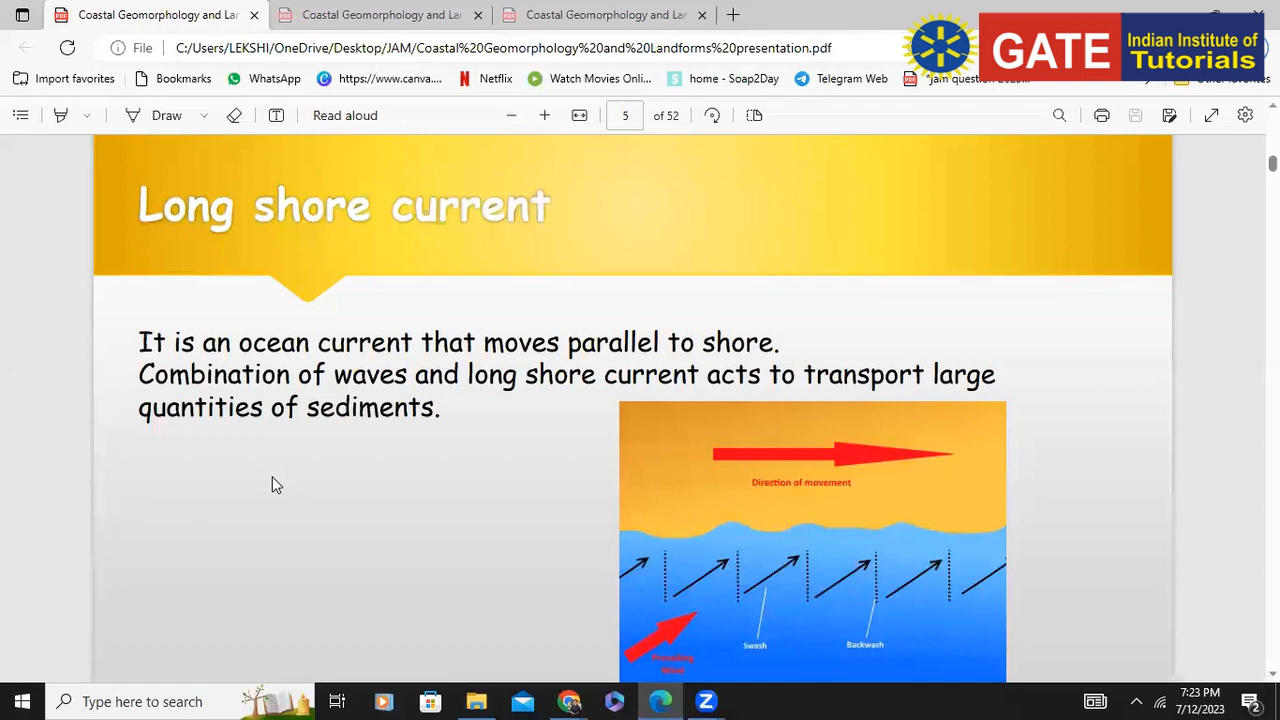 Coastal Geomorphology and Lar
Coastal Geomorphology and Lar
Coastal Geomorphology and Lar
File
C:/Users/LEKSHI/OneDrive/Desktop/JAM/Coastal%20Geomorphology%20and%20Landforms%20presentation.pdf
GATE
Indian Institute of
Tutorials
Import favorites
Bookmarks
WhatsApp
https://www.canva....
Netflix
Watch Movies Onli...
home - Soap2Day
Telegram Web
Draw
Read aloud
5
of 52
Long shore current
It is an ocean current that moves parallel to shore.
Combination of waves and long shore current acts to transport large
quantities of sediments.
Direction of movement
Swash
Backwash
Type here to search
7:23 PM
7/12/2023
2